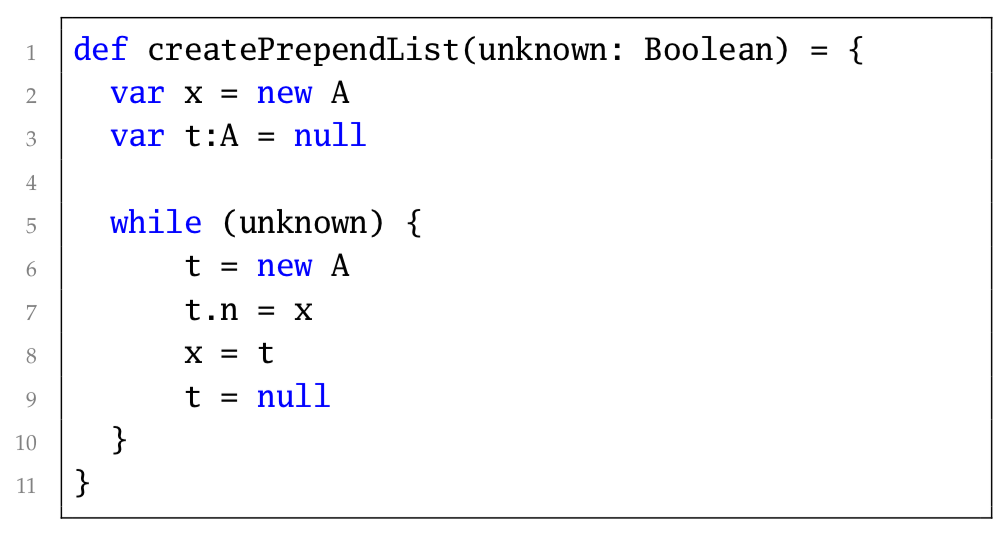 1 def createPrependList(unknown: Boolean) = {
2   var x = new A
3   var t:A = null
4
5   while (unknown) {
6       t = new A
7       t.n = x
8       x = t
9       t = null
10   }
11 }